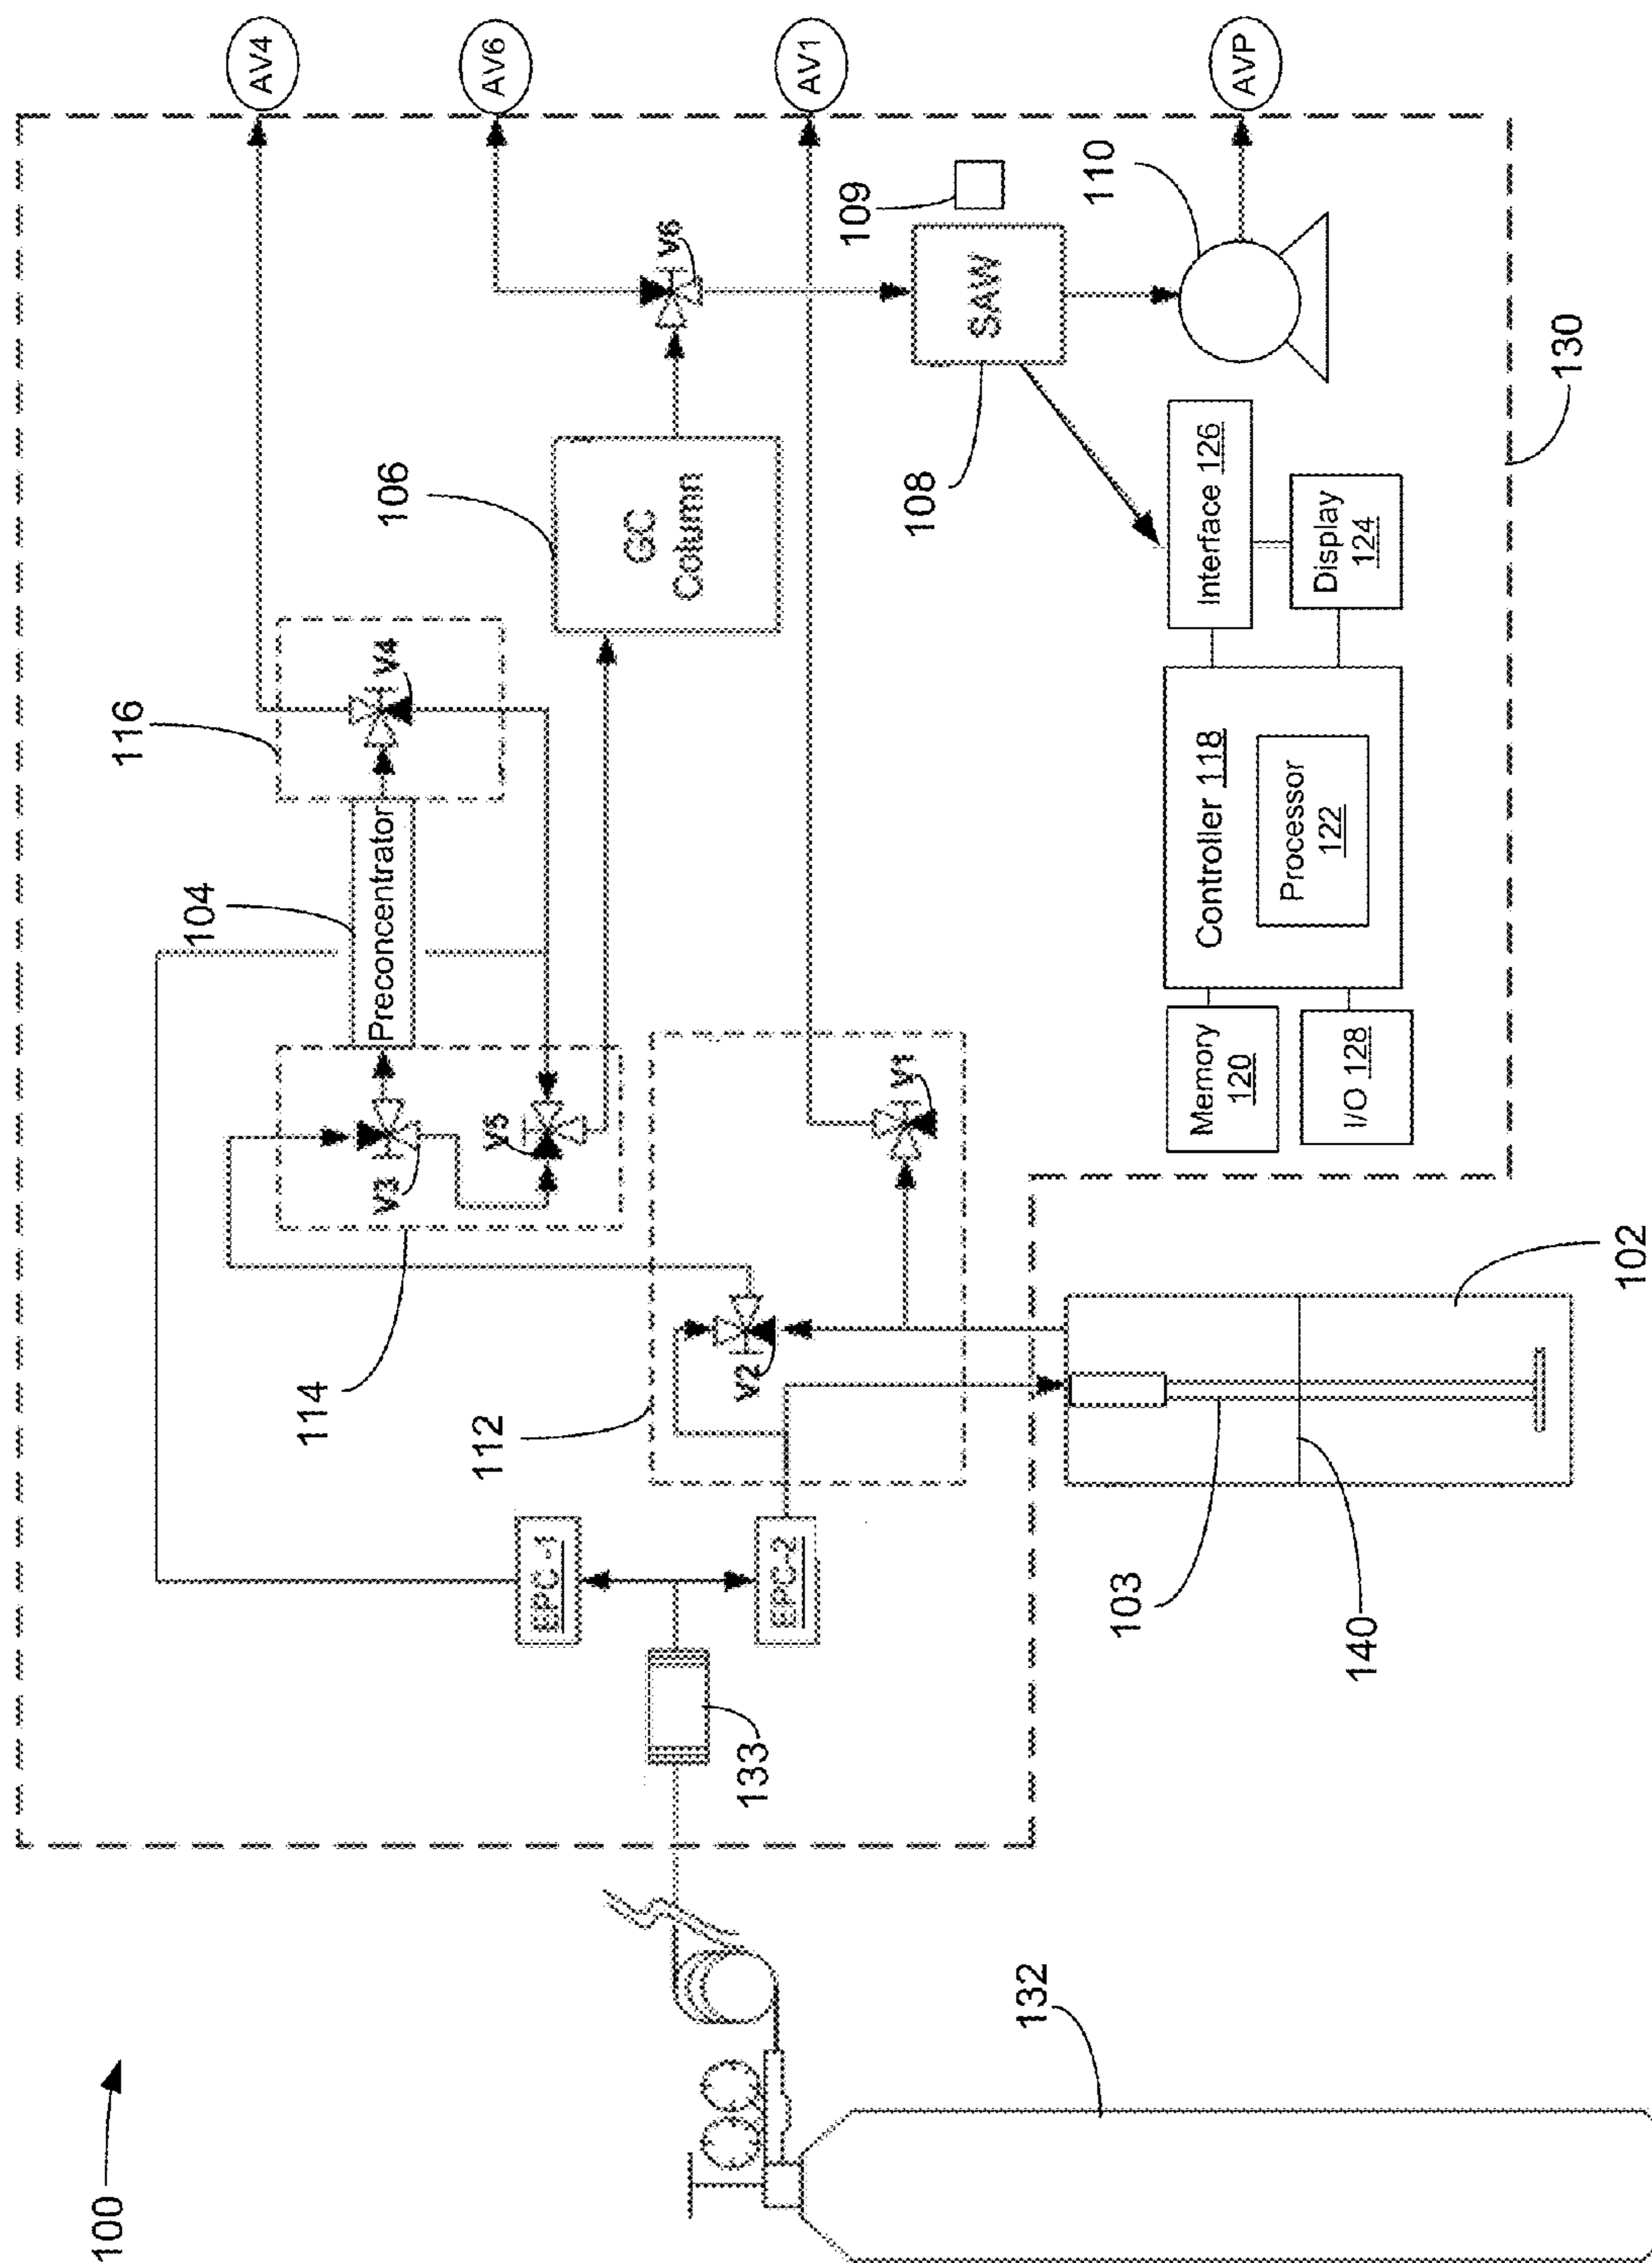 100
132
133
EPC-1
EPC-2
112
V2
V1
114
V3
V5
104
Preconcentrator
116
V4
106
GC
Column
V6
AV4
AV6
AV1
AVP
109
SAW
108
110
103
140
102
Memory
120
I/O 128
Controller 118
Processor
122
Interface 126
Display
124
130